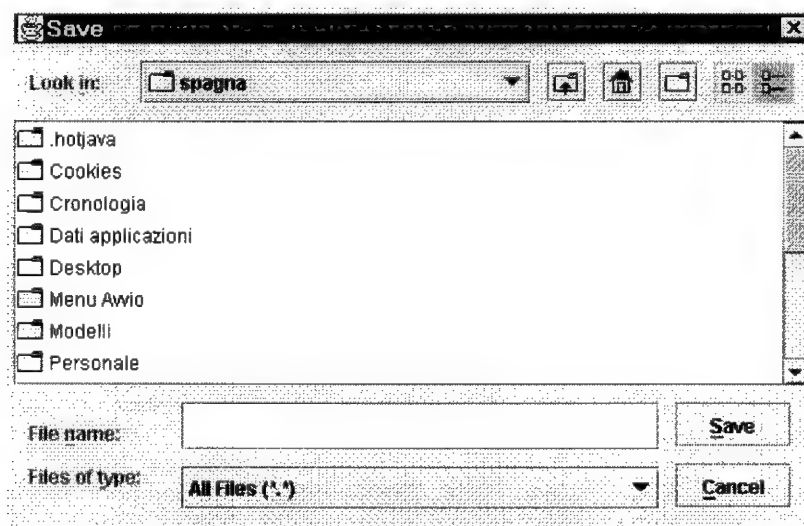 Save
Look in: spagna
.hotjava
Cookies
Cronologia
Dati applicazioni
Desktop
Menu Avvio
Modelli
Personale
File name: Save
Files of type: All Files (*.*) Cancel